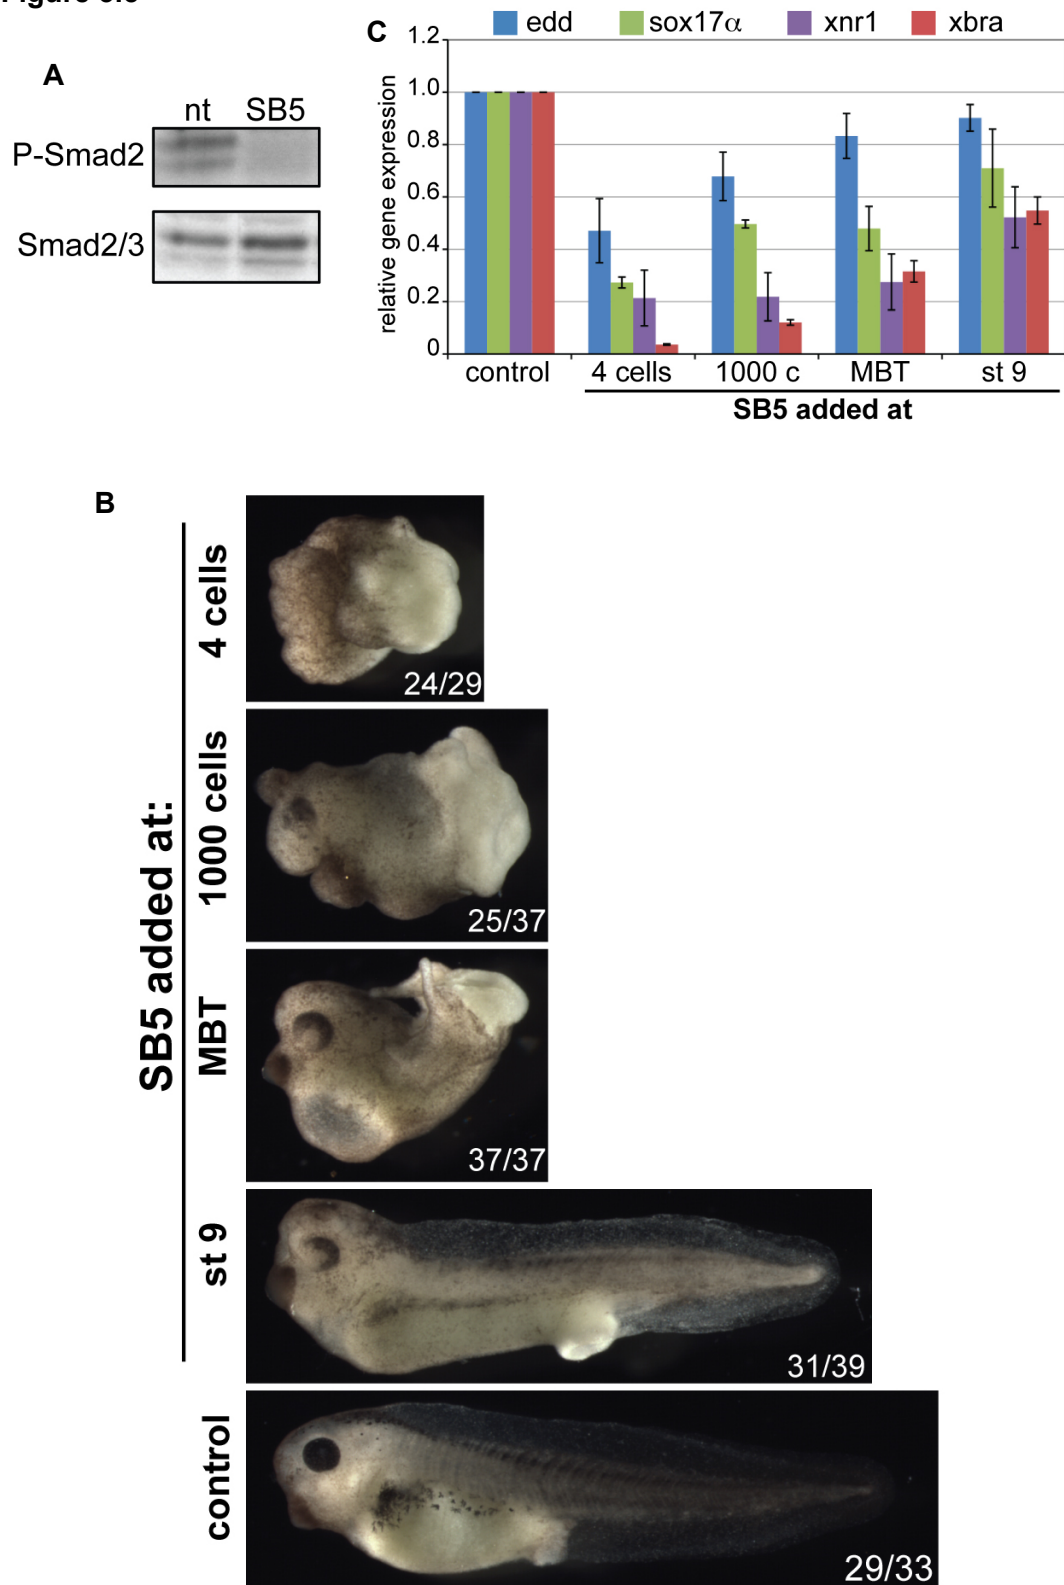 A
nt SB5
P-Smad2
Smad2/3
C
edd sox17α xnr1 xbra
relative gene expression
1.2
1.0
0.8
0.6
0.4
0.2
0
control 4 cells 1000 c MBT st 9
SB5 added at
B
SB5 added at:
4 cells
24/29
1000 cells
25/37
MBT
37/37
st 9
31/39
control
29/33